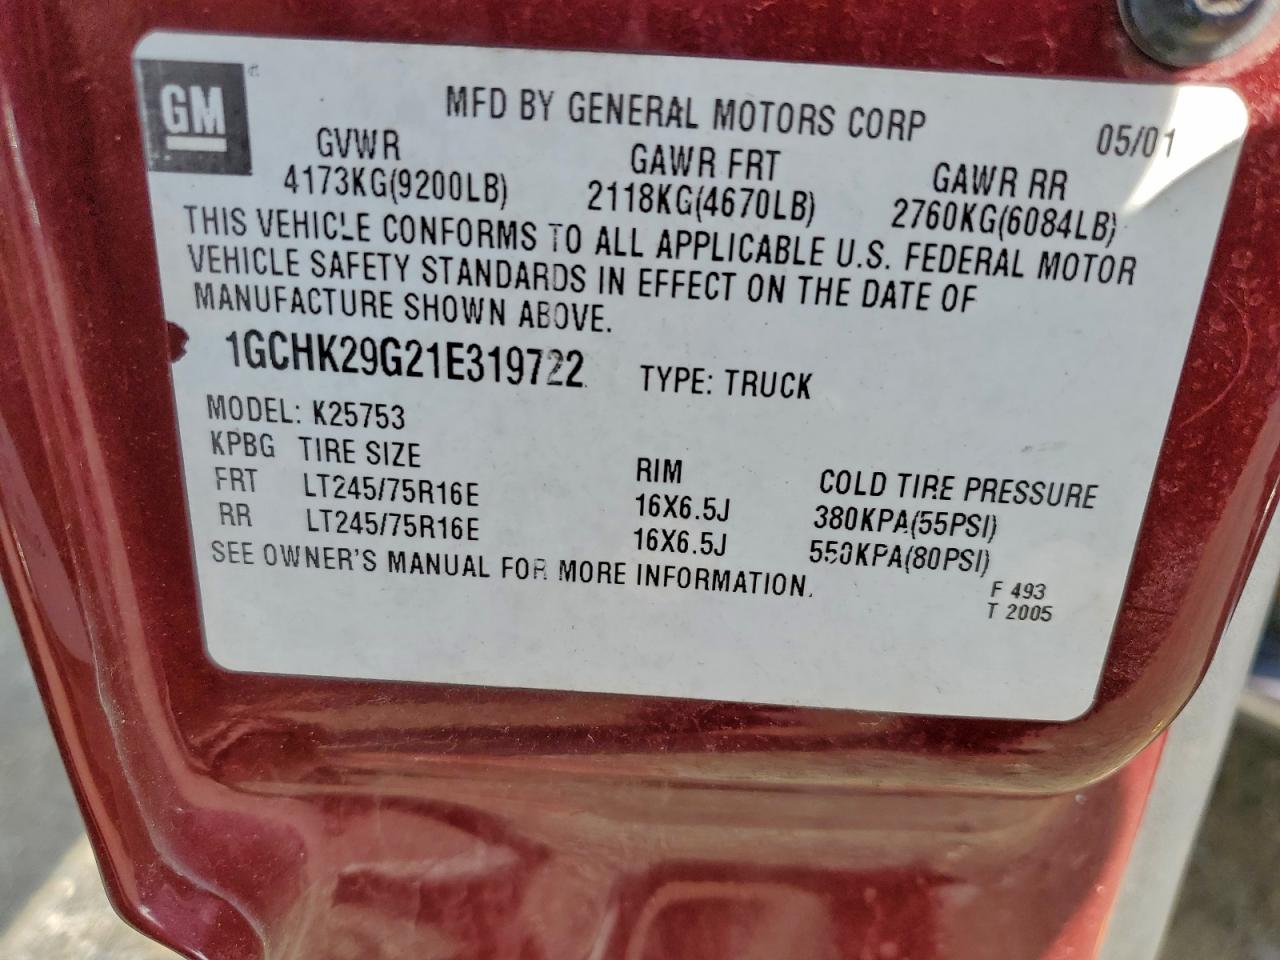 GM
MFD BY GENERAL MOTORS CORP 05/01
GVWR GAWR FRT GAWR RR
4173KG(9200LB) 2118KG(4670LB) 2760KG(6084LB)
THIS VEHICLE CONFORMS TO ALL APPLICABLE U.S. FEDERAL MOTOR
VEHICLE SAFETY STANDARDS IN EFFECT ON THE DATE OF
MANUFACTURE SHOWN ABOVE.
1GCHK29G21E319722 TYPE: TRUCK
MODEL: K25753
KPBG TIRE SIZE RIM COLD TIRE PRESSURE
FRT LT245/75R16E 16X6.5J 380KPA(55PSI)
RR LT245/75R16E 16X6.5J 550KPA(80PSI)
SEE OWNER'S MANUAL FOR MORE INFORMATION.
F 493
T 2005